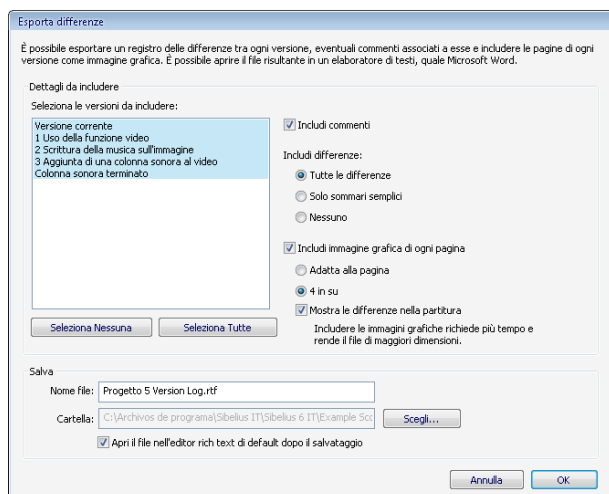 Esporta differenze
È possibile esportare un registro delle differenze tra ogni versione, eventuali commenti associati a esse e includere le pagine di ogni
versione come immagine grafica. È possibile aprire il file risultante in un elaboratore di testi, quale Microsoft Word.
Dettagli da includere
Seleziona le versioni da includere:
Versione corrente
1 Uso della funzione video
2 Scrittura della musica sull'immagine
3 Aggiunta di una colonna sonora al video
Colonna sonora terminato
Includi commenti
Includi differenze:
Tutte le differenze
Solo sommari semplici
Nessuno
Includi immagine grafica di ogni pagina
Adatta alla pagina
4 in su
Mostra le differenze nella partitura
Includere le immagini grafiche richiede più tempo e
rende il file di maggiori dimensioni.
Seleziona Nessuna
Seleziona Tutte
Salva
Nome file: Progetto 5 Version Log.rtf
Cartella: C:\Archivos de programa\Sibelius IT\Sibelius 6 IT\Example Sco
Scegli...
Apri il file nell'editor rich text di default dopo il salvataggio
Annulla
OK